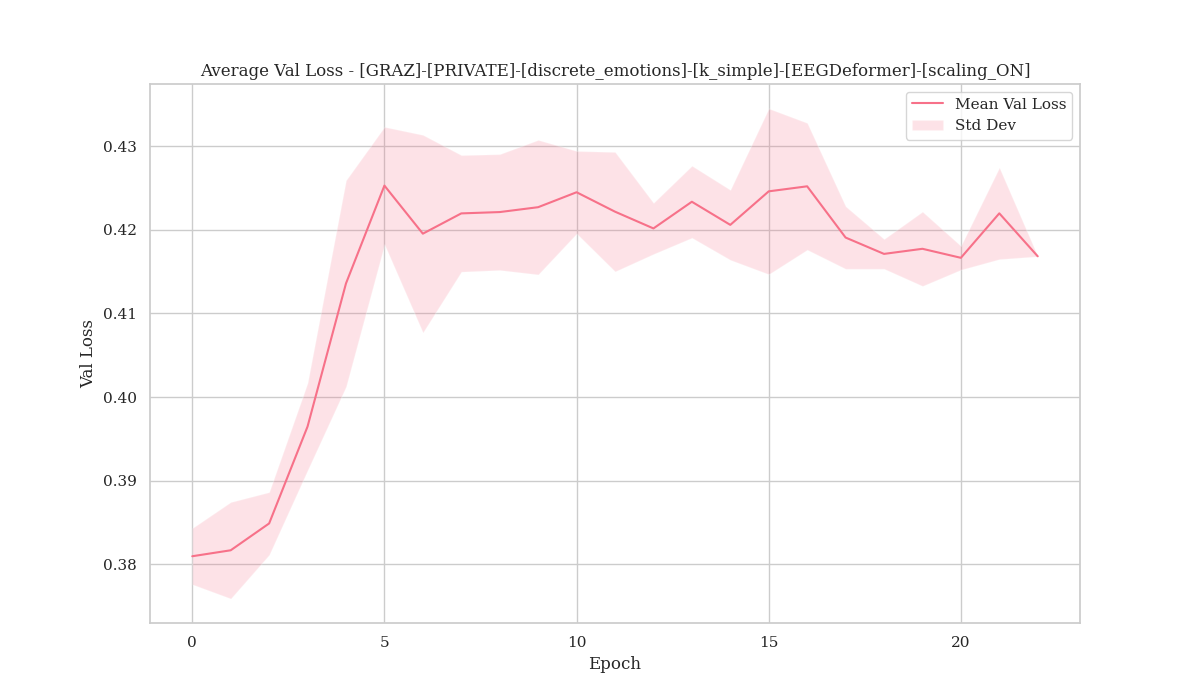 Average Val Loss - [GRAZ]-[PRIVATE]-[discrete_emotions]-[k_simple]-[EEGDeformer]-[scaling_ON]
Mean Val Loss
Std Dev
0.43
0.42
0.41
0.40
0.39
0.38
Val Loss
0
5
10
15
20
Epoch